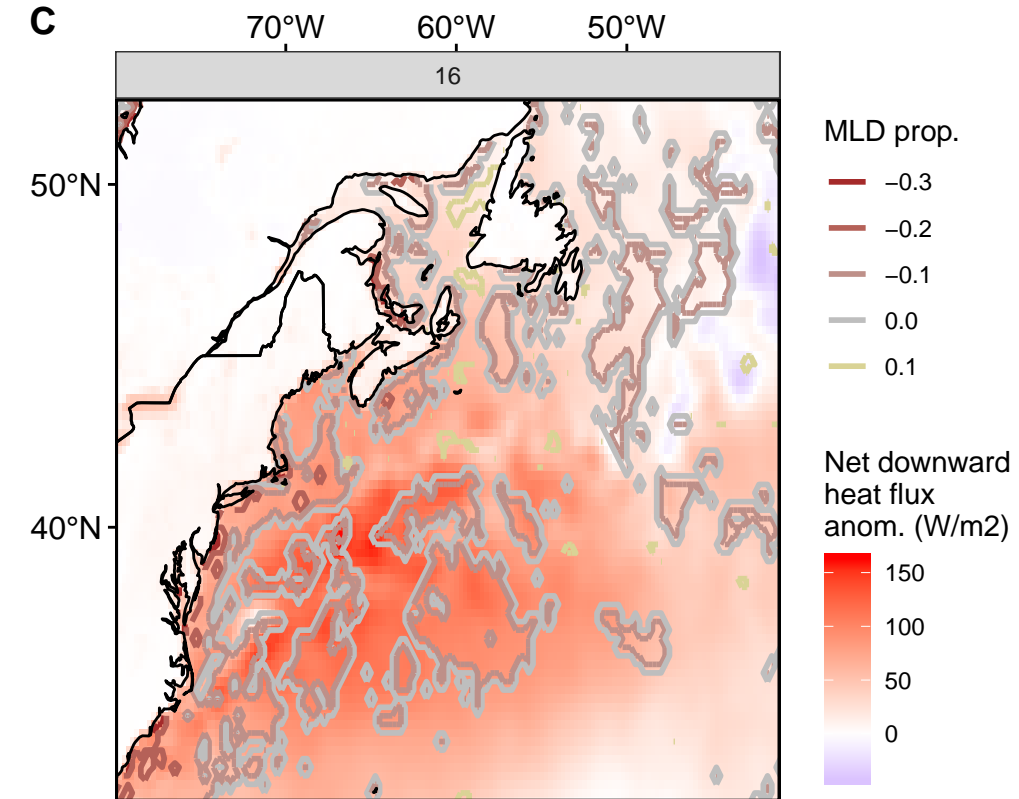 C
70°W 60°W 50°W
16
50°N
40°N
MLD prop.
−0.3
−0.2
−0.1
0.0
0.1
Net downward
heat flux
anom. (W/m2)
150
100
50
0